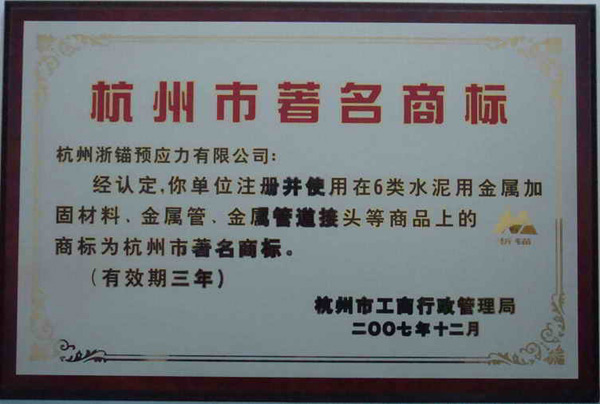 杭州市著名商标
杭州浙锚预应力有限公司：
经认定，你单位注册并使用在6类水泥用金属加
固材料、金属管、金属管道接头等商品上的
商标为杭州市著名商标。
（有效期三年）
杭州市工商行政管理局
二〇〇七年十二月